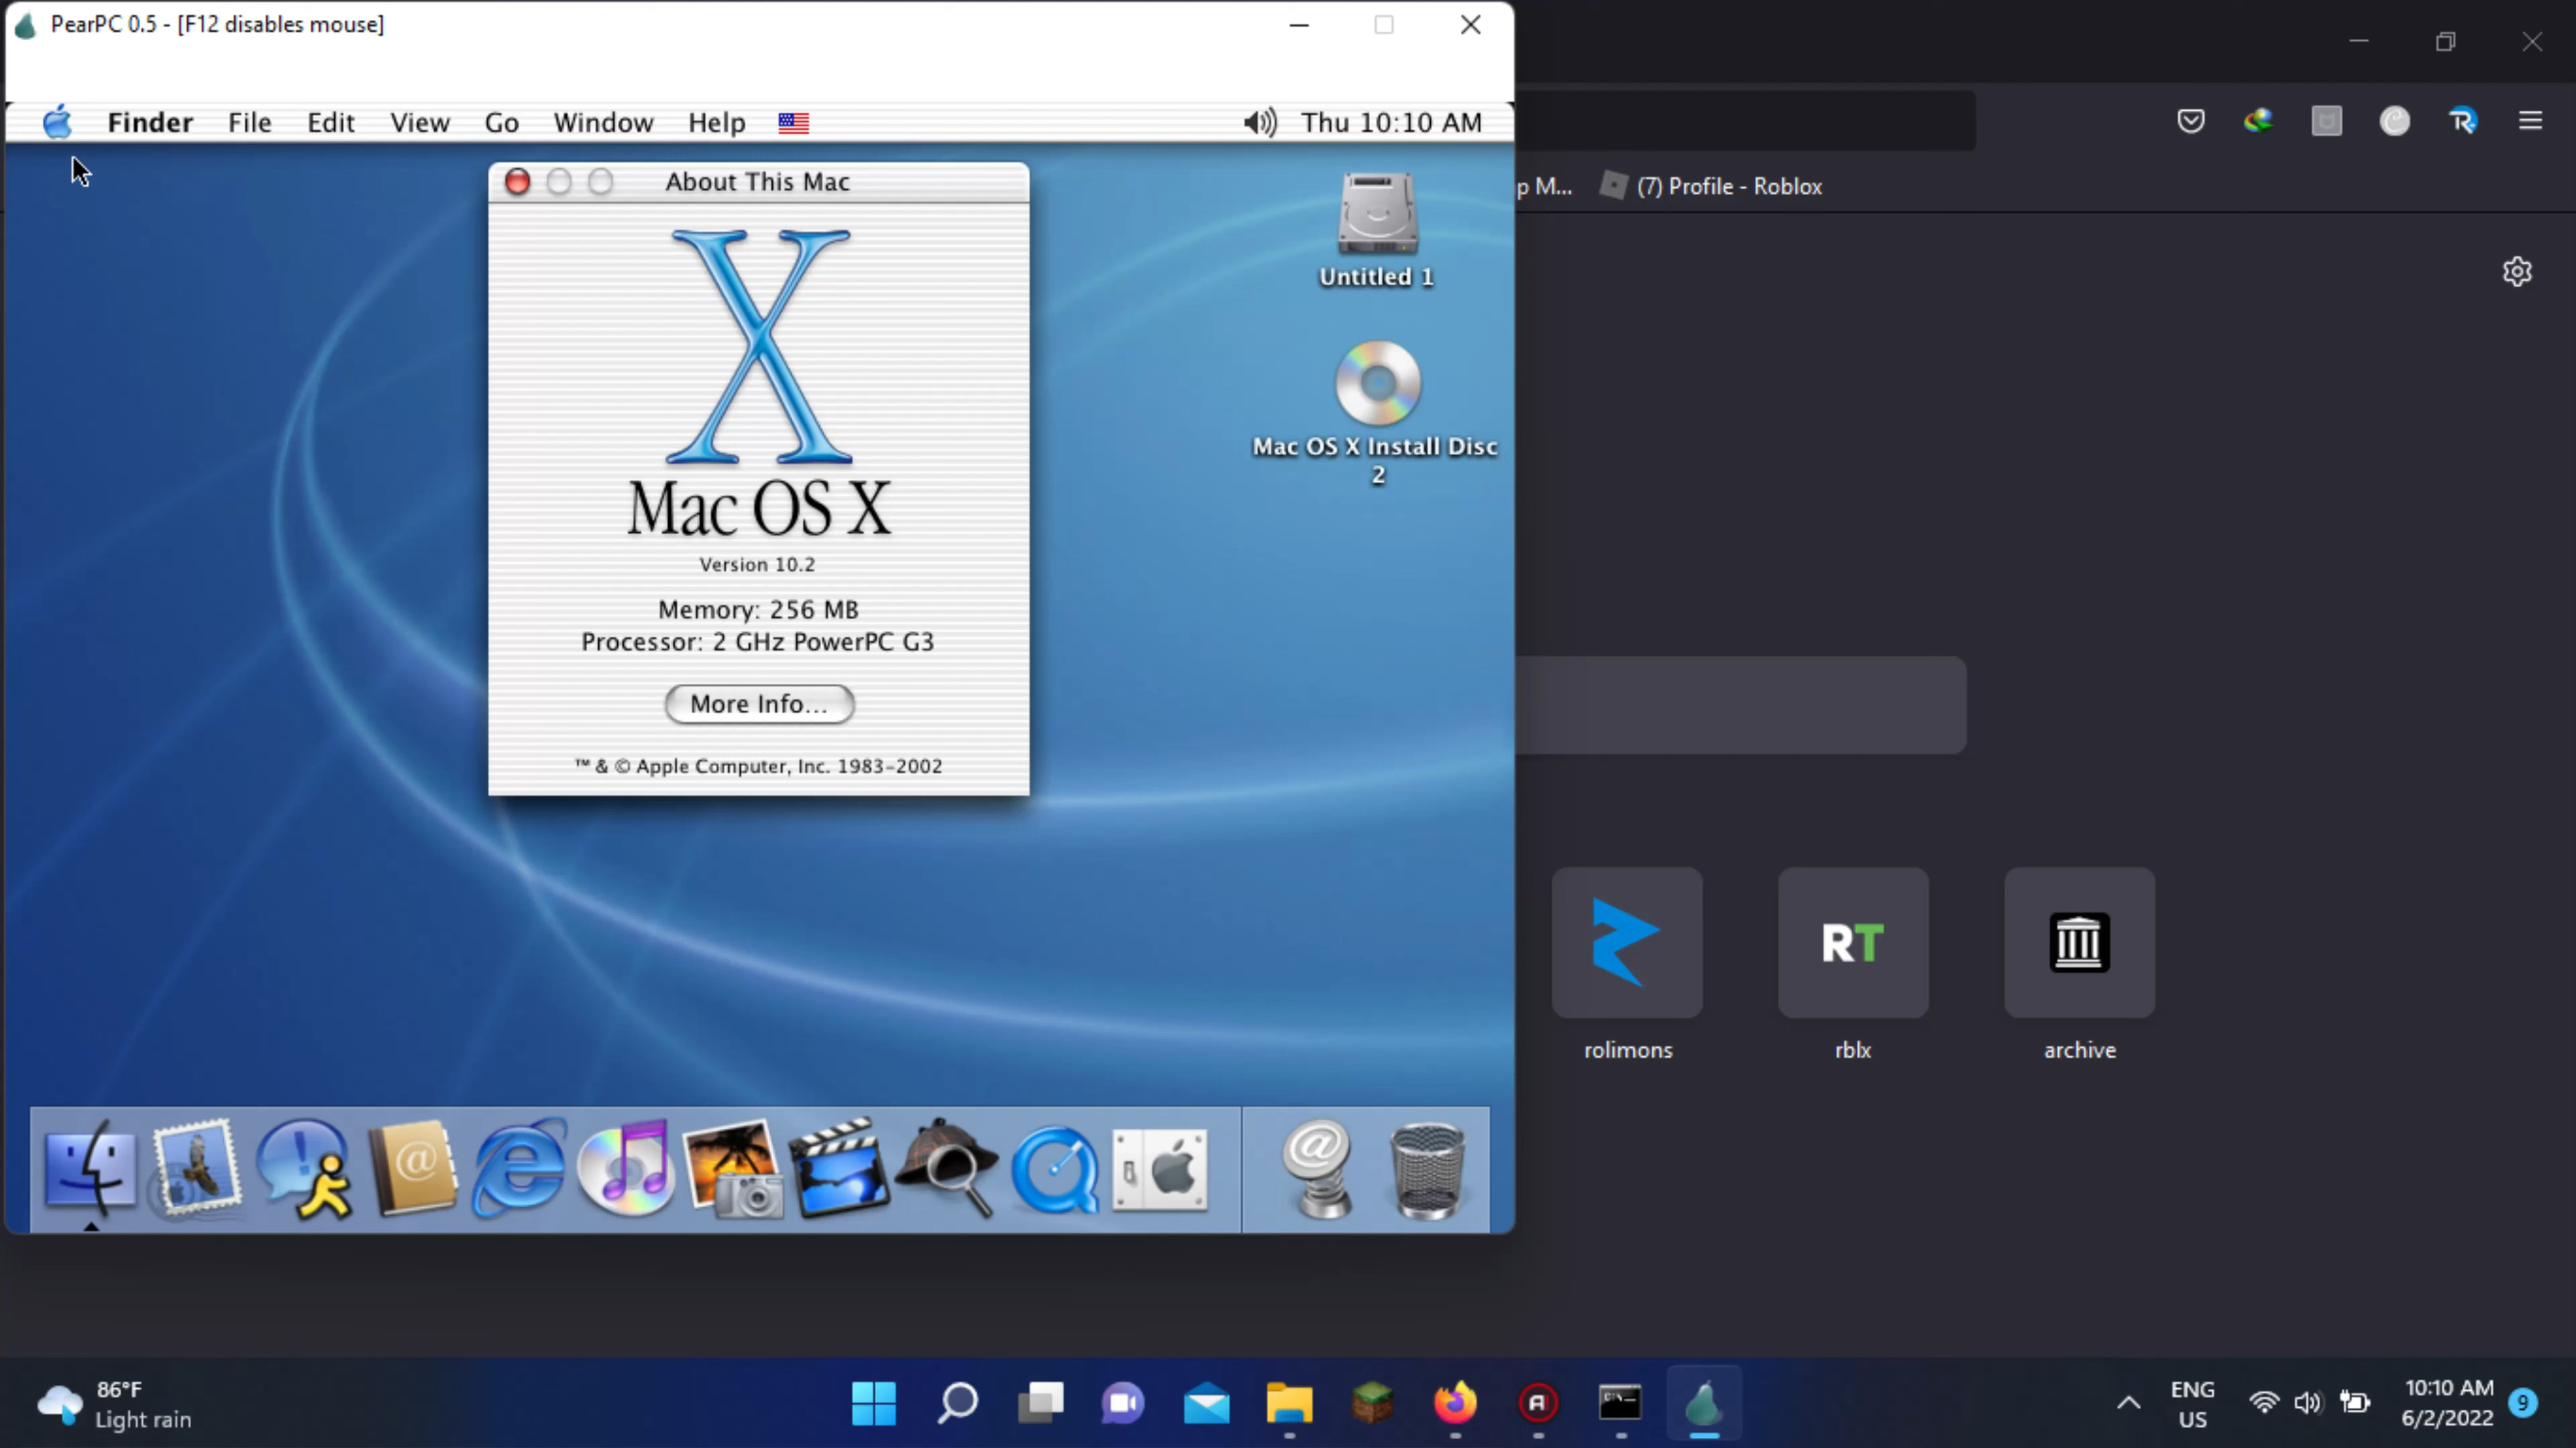 PearPC 0.5 - [F12 disables mouse]
Finder File Edit View Go Window Help
Thu 10:10 AM
p M...
(7) Profile - Roblox
About This Mac
X
Mac OS X
Version 10.2
Memory: 256 MB
Processor: 2 GHz PowerPC G3
More Info...
™ & © Apple Computer, Inc. 1983-2002
Untitled 1
Mac OS X Install Disc
2
RT
rolimons
rblx
archive
86°F
Light rain
ENG
US
10:10 AM
6/2/2022
9